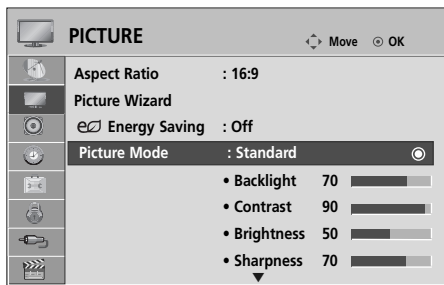 PICTURE
Move OK
Aspect Ratio : 16:9
Picture Wizard
Energy Saving : Off
Picture Mode : Standard
• Backlight 70
• Contrast 90
• Brightness 50
• Sharpness 70